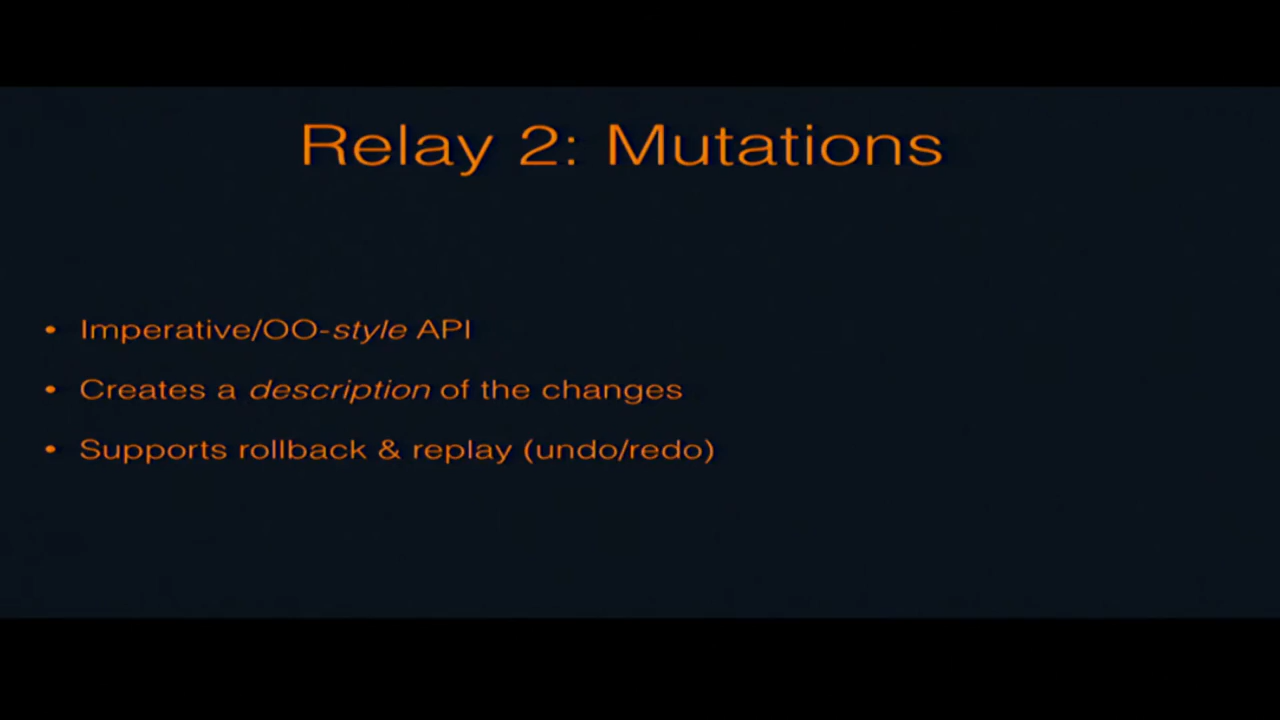 Relay 2: Mutations
• Imperative/OO-style API
• Creates a description of the changes
• Supports rollback & replay (undo/redo)